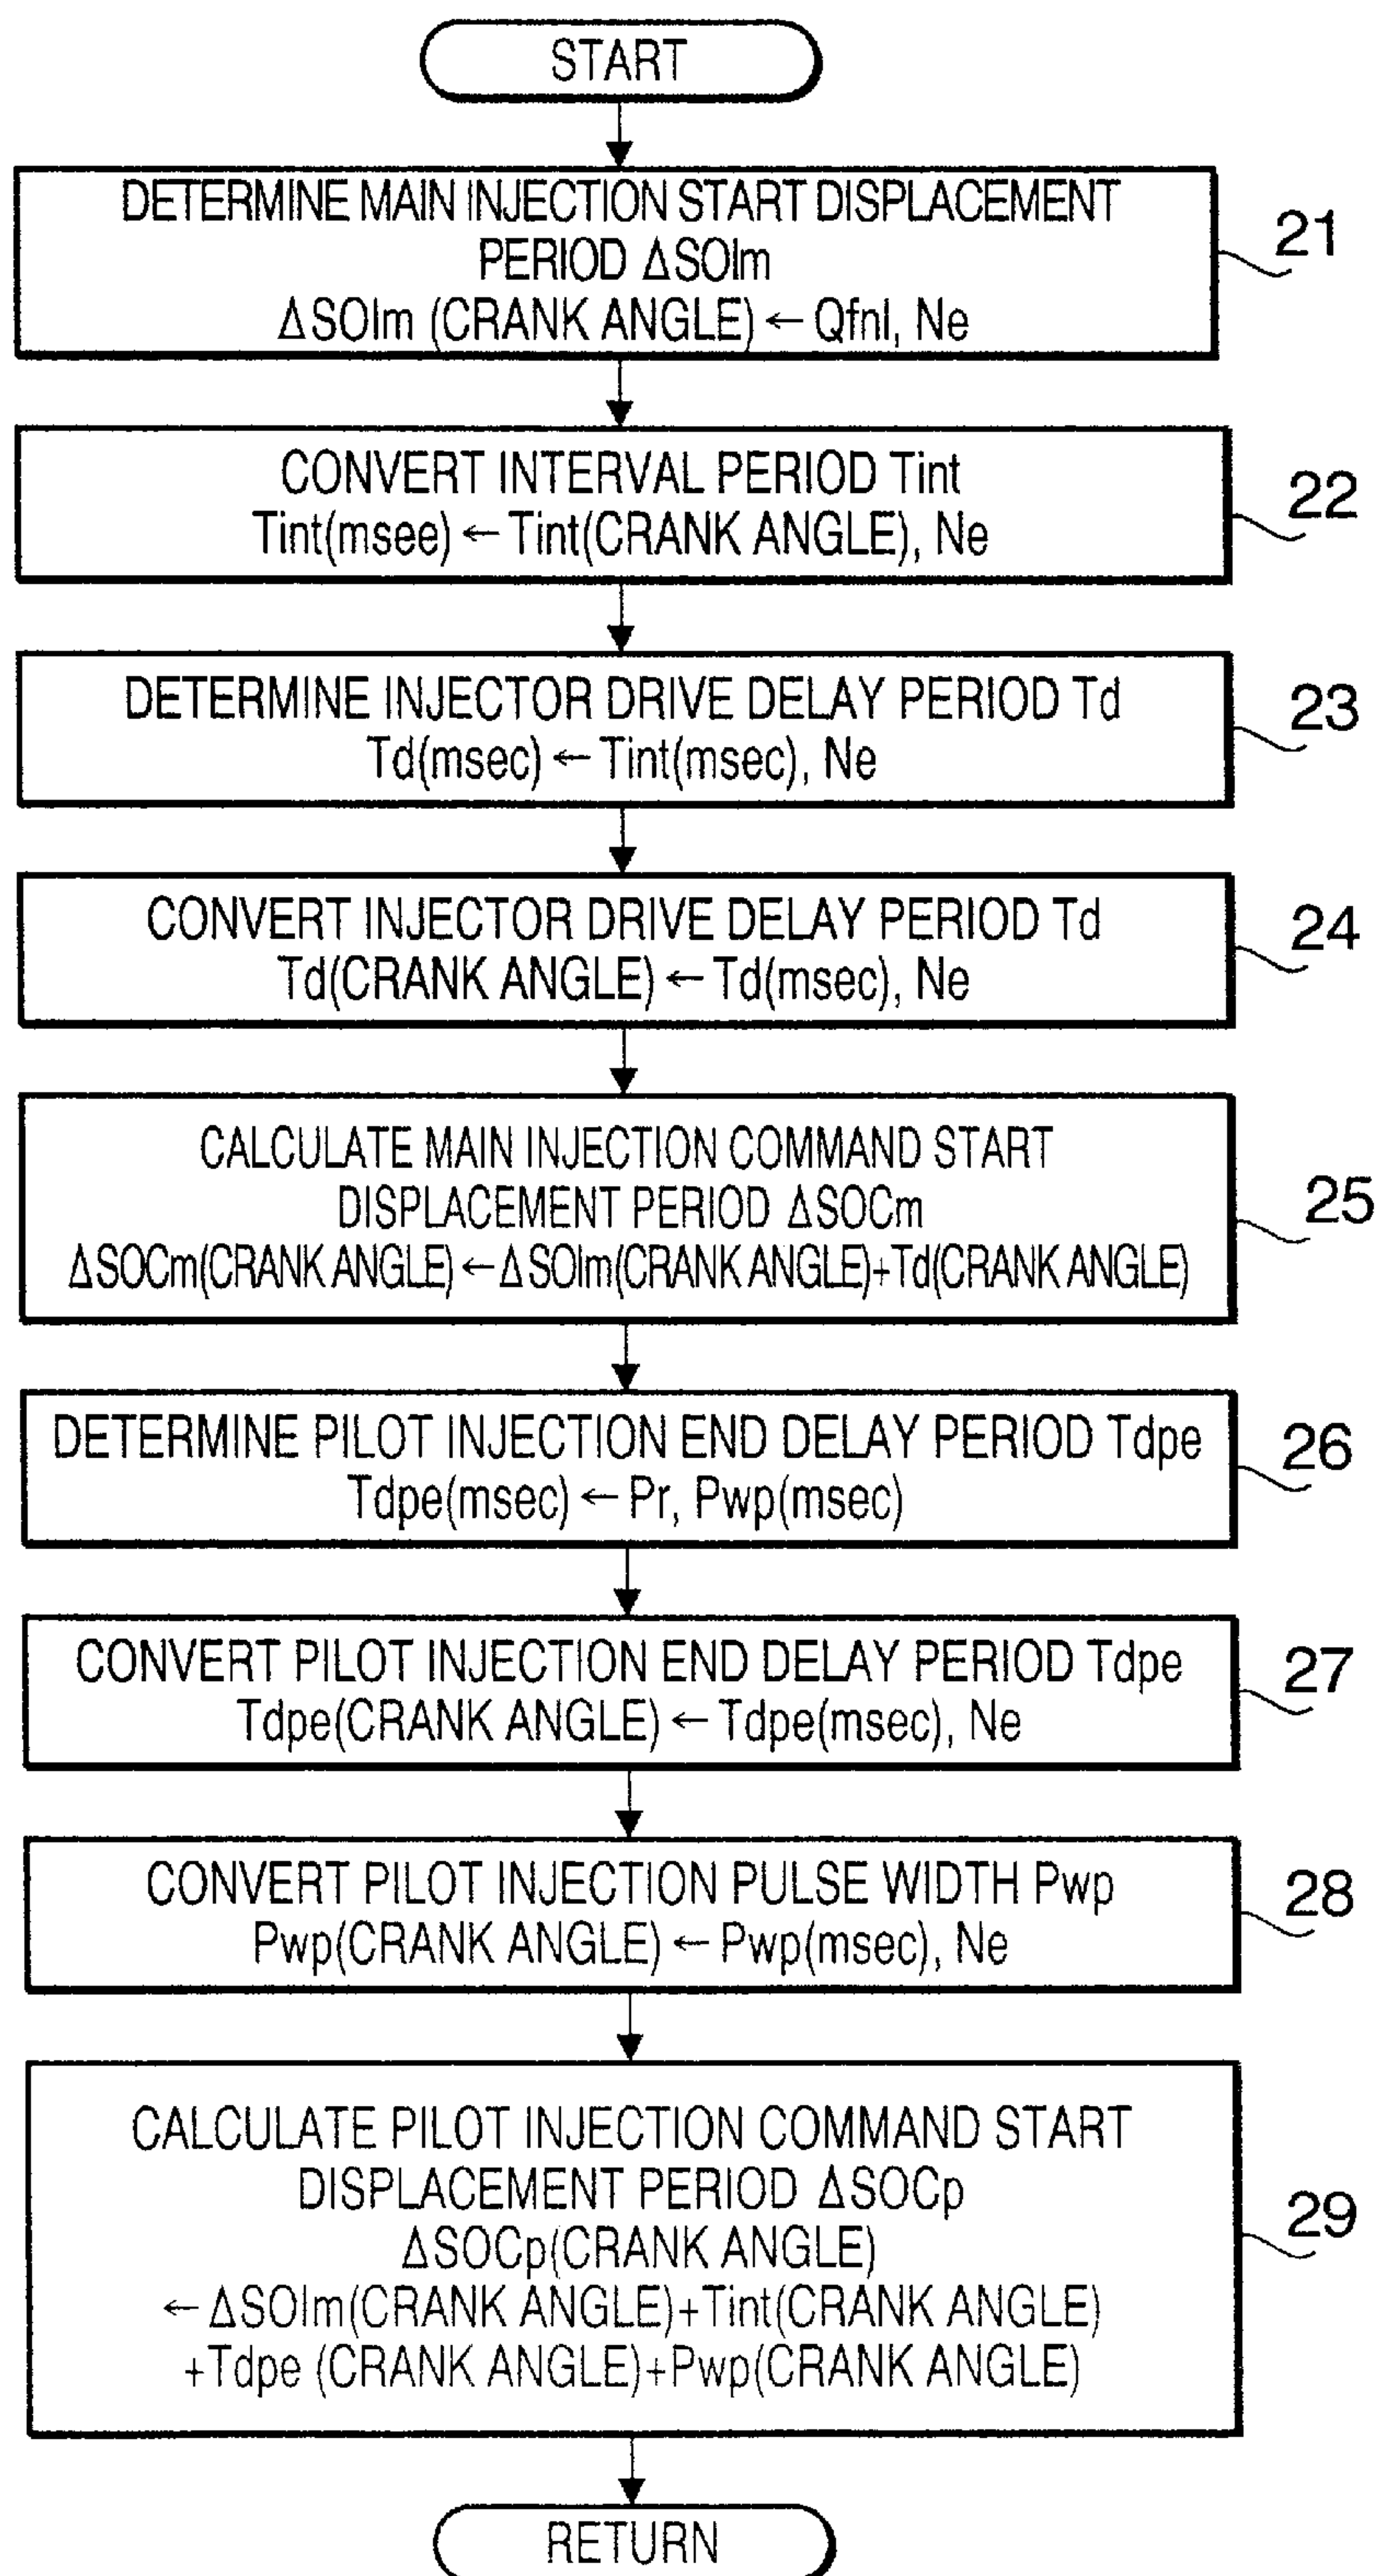 START
DETERMINE MAIN INJECTION START DISPLACEMENT
PERIOD ΔSOIm
ΔSOIm (CRANK ANGLE) ← Qfnl, Ne
21
CONVERT INTERVAL PERIOD Tint
Tint(msee) ← Tint(CRANK ANGLE), Ne
22
DETERMINE INJECTOR DRIVE DELAY PERIOD Td
Td(msec) ← Tint(msec), Ne
23
CONVERT INJECTOR DRIVE DELAY PERIOD Td
Td(CRANK ANGLE) ← Td(msec), Ne
24
CALCULATE MAIN INJECTION COMMAND START
DISPLACEMENT PERIOD ΔSOCm
ΔSOCm(CRANK ANGLE) ← ΔSOIm(CRANK ANGLE)+Td(CRANK ANGLE)
25
DETERMINE PILOT INJECTION END DELAY PERIOD Tdpe
Tdpe(msec) ← Pr, Pwp(msec)
26
CONVERT PILOT INJECTION END DELAY PERIOD Tdpe
Tdpe(CRANK ANGLE) ← Tdpe(msec), Ne
27
CONVERT PILOT INJECTION PULSE WIDTH Pwp
Pwp(CRANK ANGLE) ← Pwp(msec), Ne
28
CALCULATE PILOT INJECTION COMMAND START
DISPLACEMENT PERIOD ΔSOCp
ΔSOCp(CRANK ANGLE)
← ΔSOIm(CRANK ANGLE)+Tint(CRANK ANGLE)
+Tdpe (CRANK ANGLE)+Pwp(CRANK ANGLE)
29
RETURN